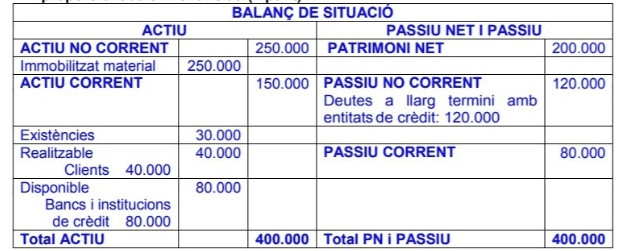 BALANÇ DE SITUACIÓ
ACTIU PASSIU NET I PASSIU
ACTIU NO CORRENT 250.000 PATRIMONI NET 200.000
Immobilitzat material 250.000
ACTIU CORRENT 150.000 PASSIU NO CORRENT 120.000
Deutes a llarg termini amb
entitats de crèdit: 120.000
Existències 30.000
Realitzable 40.000 PASSIU CORRENT 80.000
Clients 40.000
Disponible 80.000
Bancs i institucions
de crèdit 80.000
Total ACTIU 400.000 Total PN i PASSIU 400.000